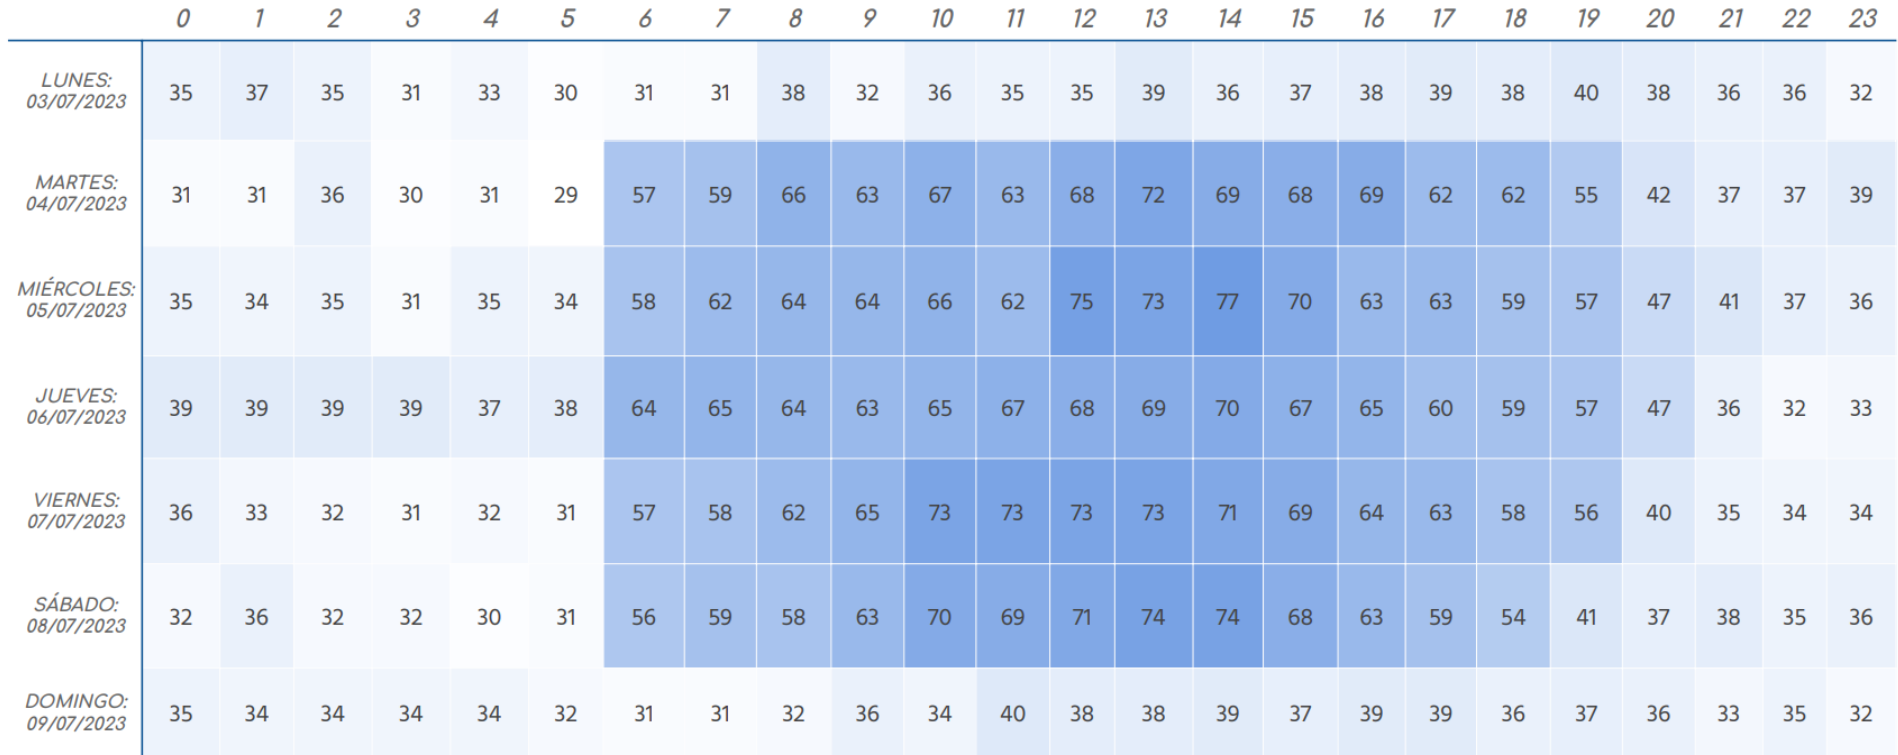 0 1 2 3 4 5 6 7 8 9 10 11 12 13 14 15 16 17 18 19 20 21 22 23
LUNES:
03/07/2023
35 37 35 31 33 30 31 31 38 32 36 35 35 39 36 37 38 39 38 40 38 36 36 32
MARTES:
04/07/2023
31 31 36 30 31 29 57 59 66 63 67 63 68 72 69 68 69 62 62 55 42 37 37 39
MIÉRCOLES:
05/07/2023
35 34 35 31 35 34 58 62 64 64 66 62 75 73 77 70 63 63 59 57 47 41 37 36
JUEVES:
06/07/2023
39 39 39 39 37 38 64 65 64 63 65 67 68 69 70 67 65 60 59 57 47 36 32 33
VIERNES:
07/07/2023
36 33 32 31 32 31 57 58 62 65 73 73 73 73 71 69 64 63 58 56 40 35 34 34
SÁBADO:
08/07/2023
32 36 32 32 30 31 56 59 58 63 70 69 71 74 74 68 63 59 54 41 37 38 35 36
DOMINGO:
09/07/2023
35 34 34 34 34 32 31 31 32 36 34 40 38 38 39 37 39 39 36 37 36 33 35 32